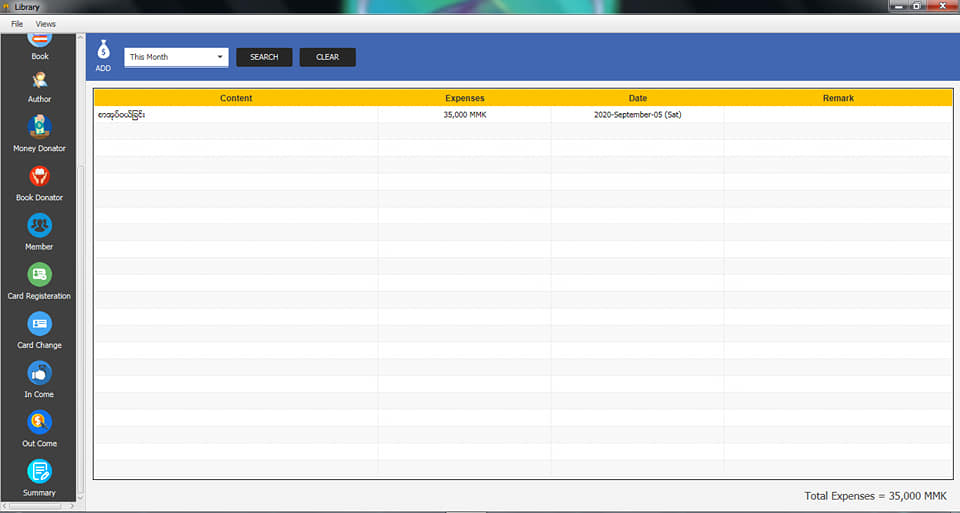 Library
File Views
Book
Author
Money Donator
Book Donator
Member
Card Registeration
Card Change
In Come
Out Come
Summary
ADD
This Month
SEARCH
CLEAR
Content Expenses Date Remark
စာအုပ်ဝယ်ခြင်း 35,000 MMK 2020-September-05 (Sat)
Total Expenses = 35,000 MMK